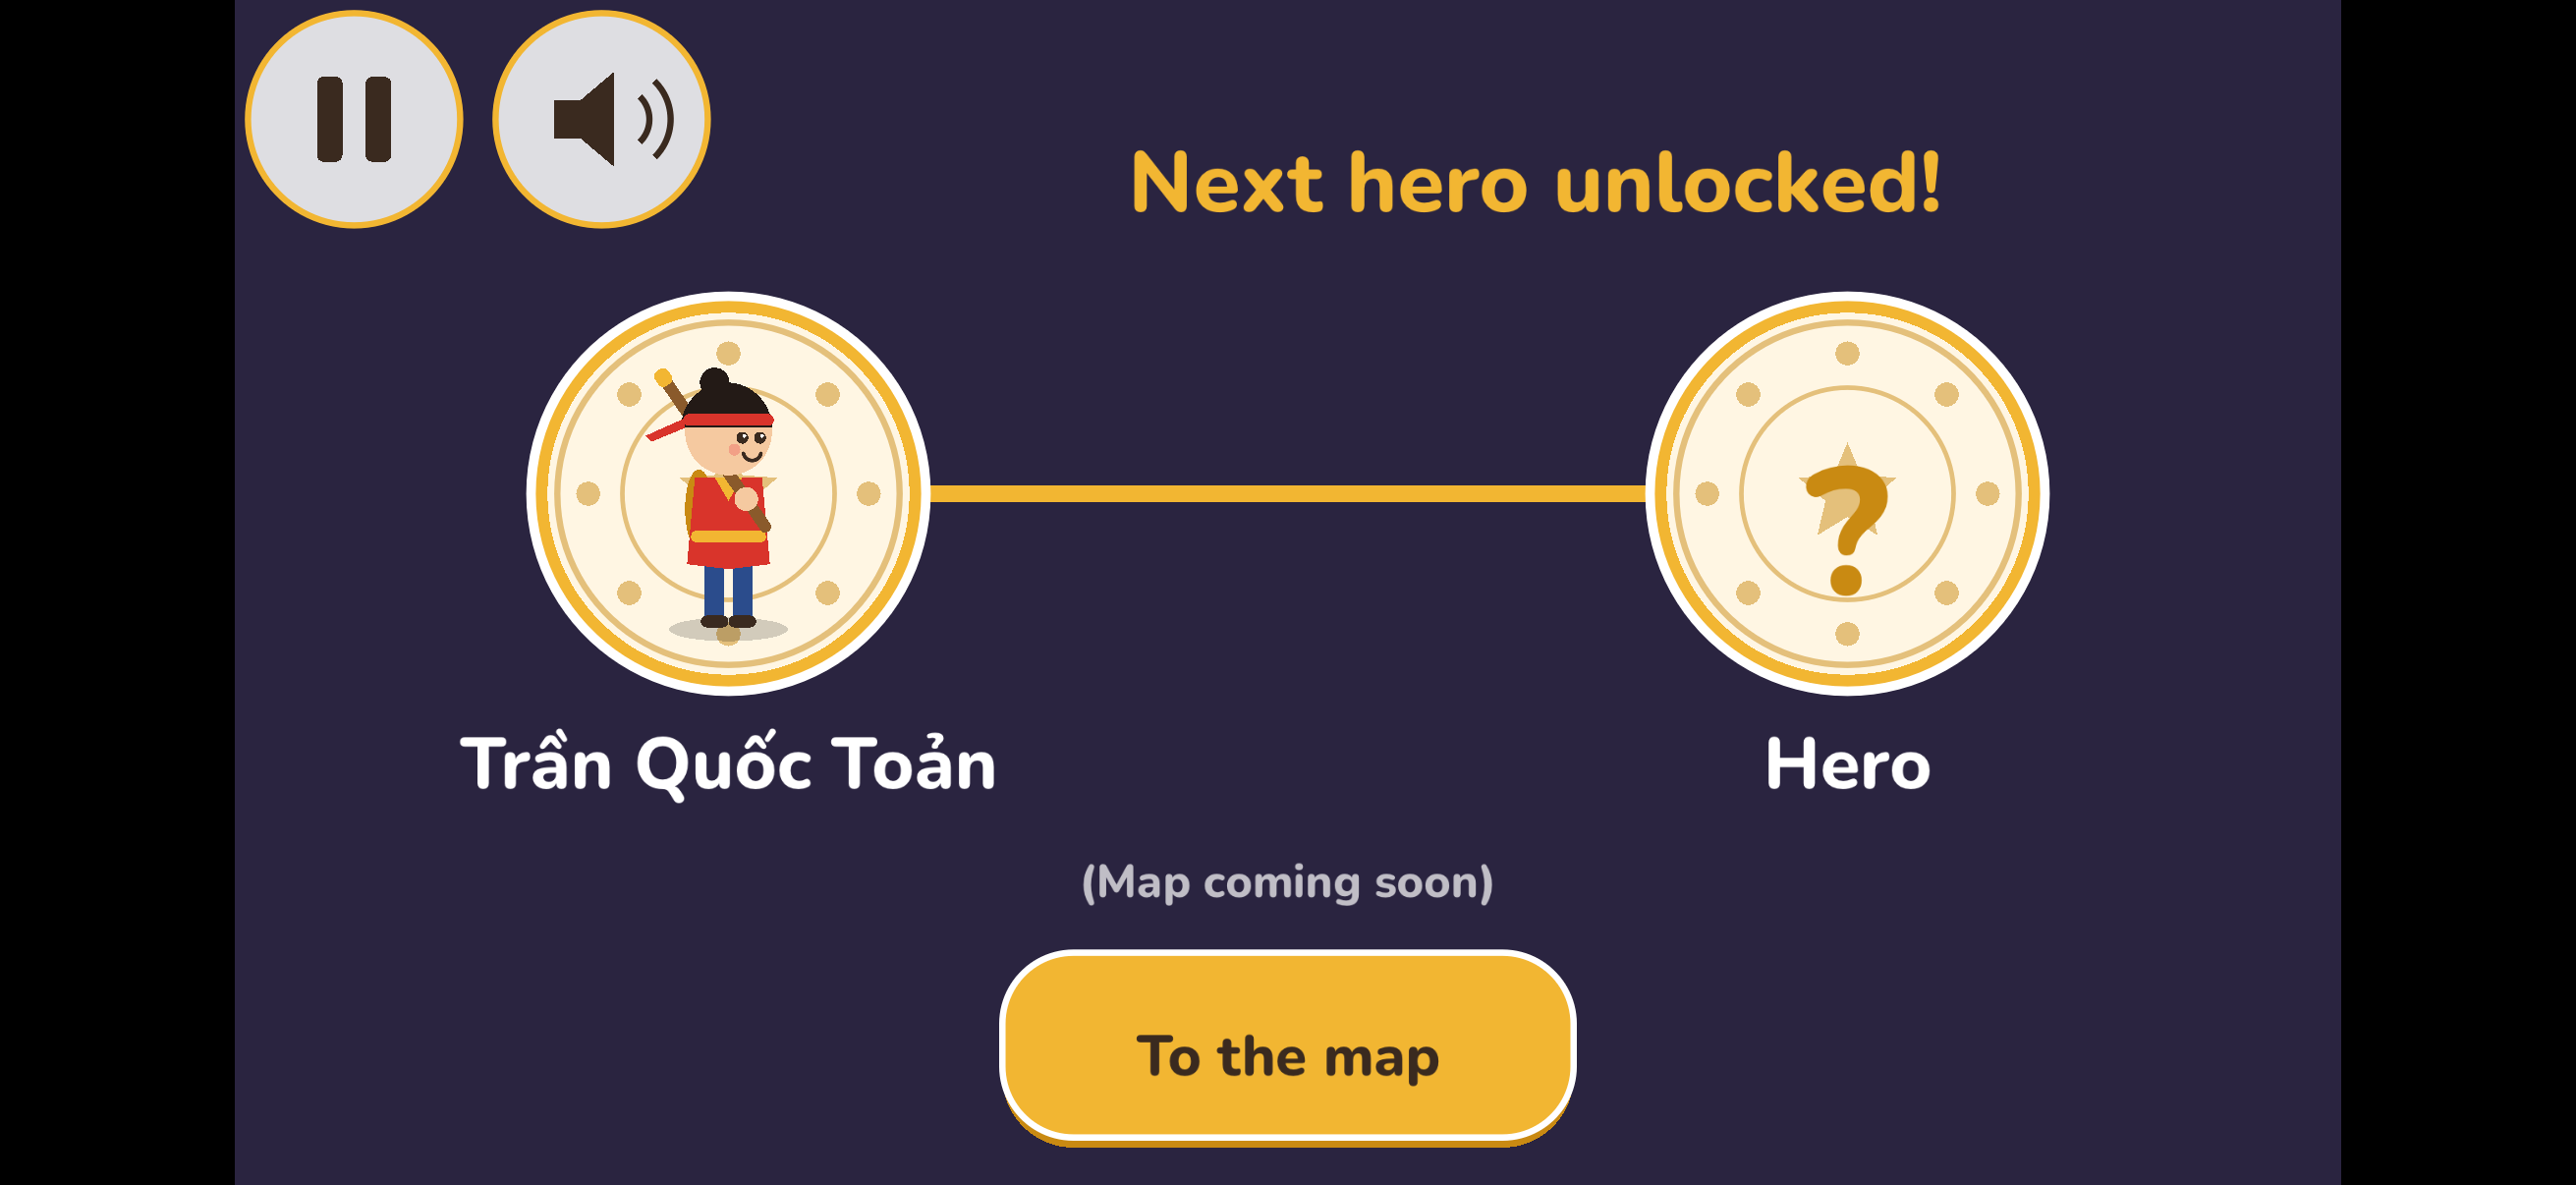 Next hero unlocked!
?
Trần Quốc Toản
Hero
(Map coming soon)
To the map